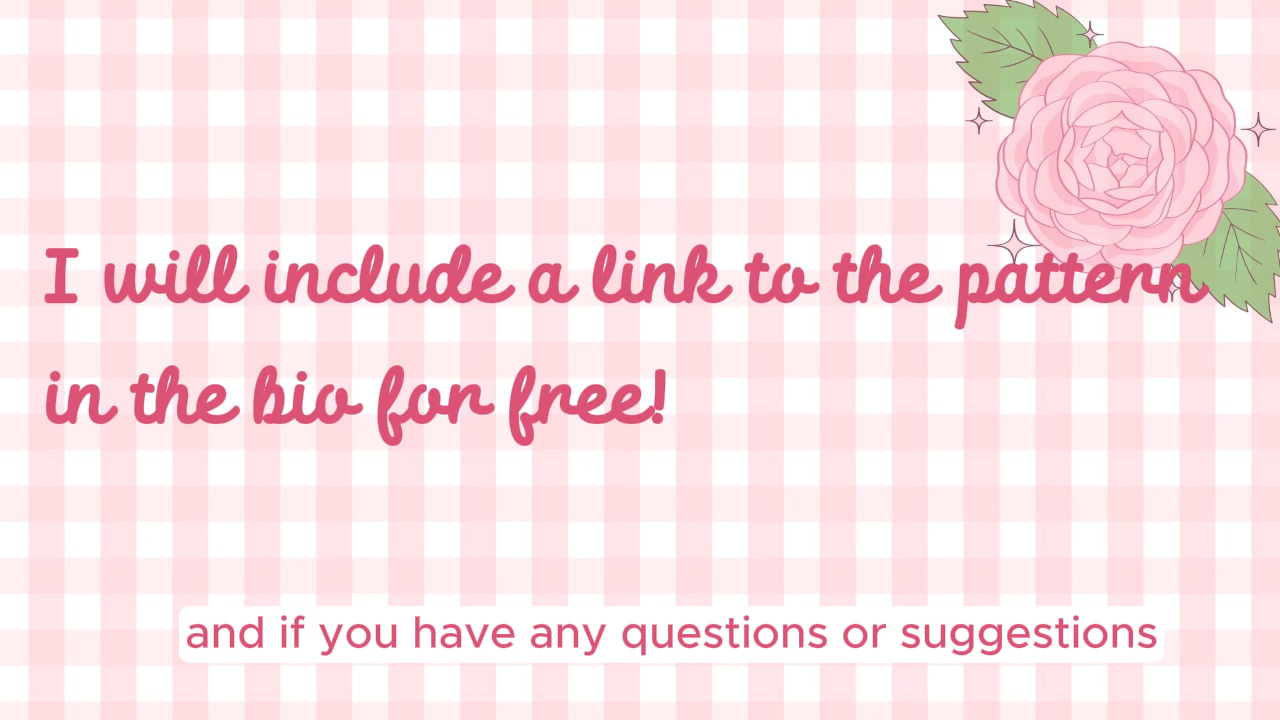 I will include a link to the pattern
in the bio for free!
and if you have any questions or suggestions